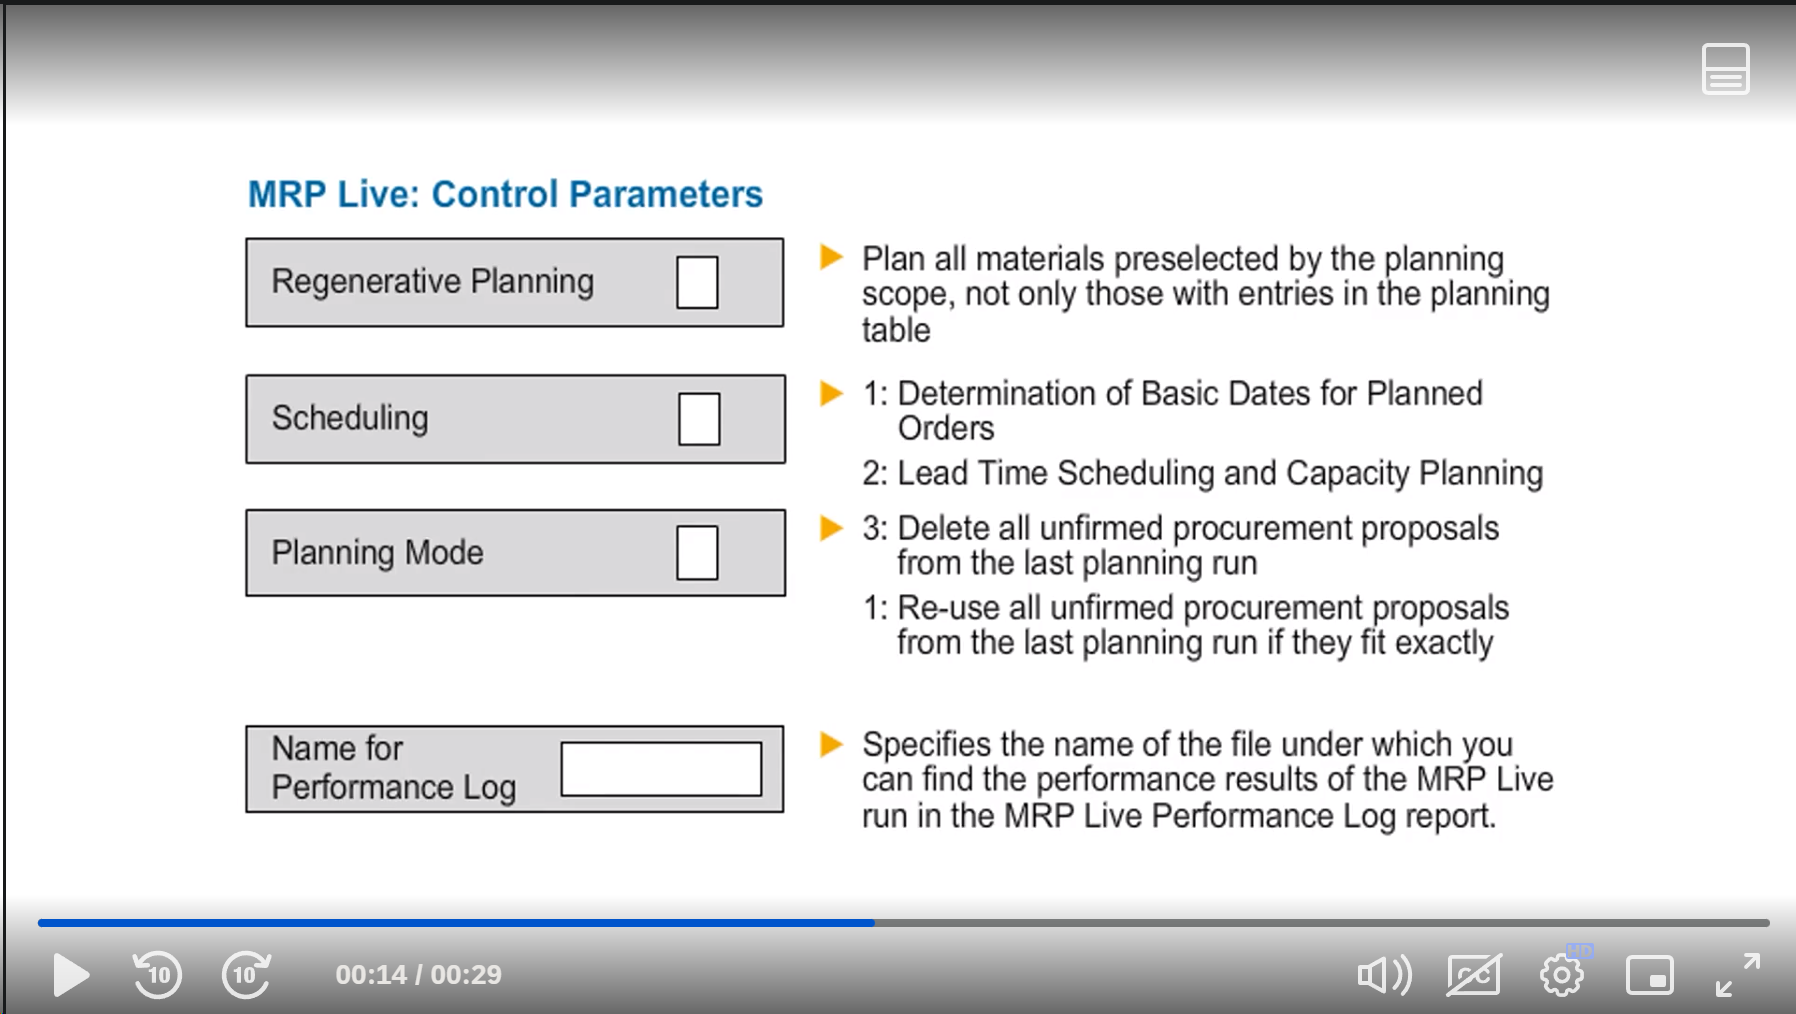 MRP Live: Control Parameters
Regenerative Planning
Plan all materials preselected by the planning
scope, not only those with entries in the planning
table
Scheduling
1: Determination of Basic Dates for Planned
Orders
2: Lead Time Scheduling and Capacity Planning
Planning Mode
3: Delete all unfirmed procurement proposals
from the last planning run
1: Re-use all unfirmed procurement proposals
from the last planning run if they fit exactly
Name for
Performance Log
Specifies the name of the file under which you
can find the performance results of the MRP Live
run in the MRP Live Performance Log report.
10
10
00:14 / 00:29
CC
HD